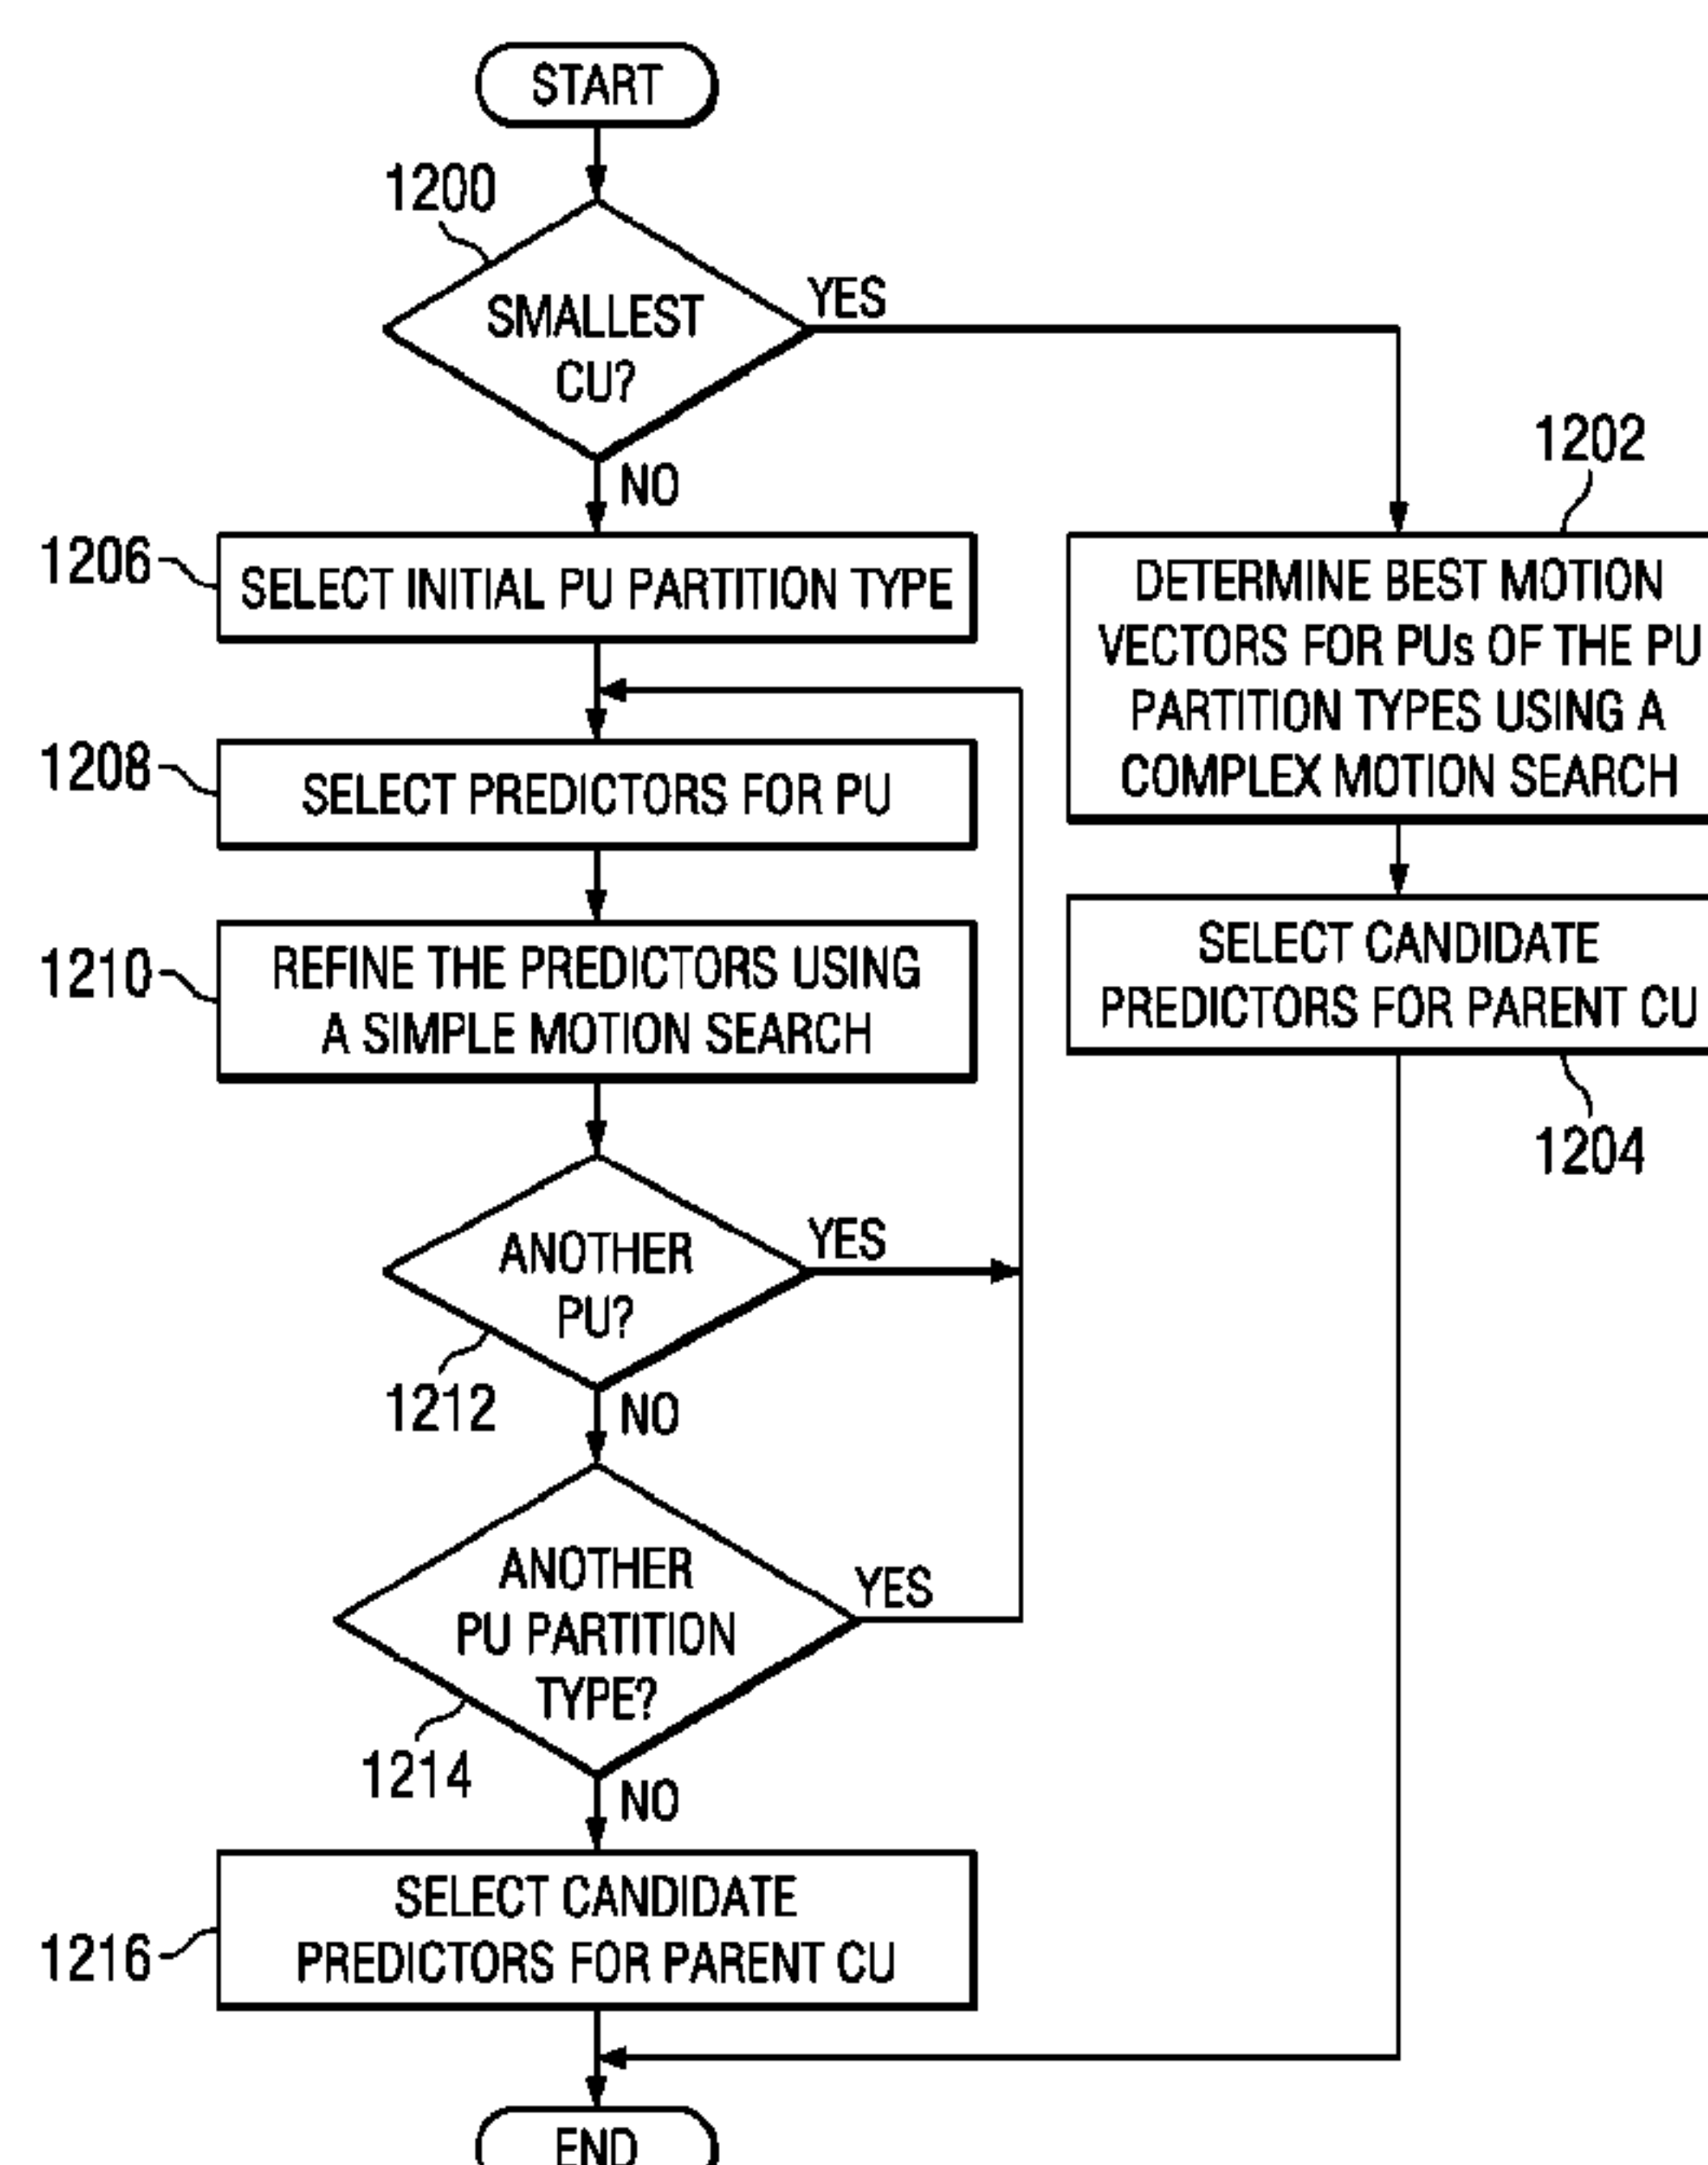 START
1200
SMALLEST
CU?
YES
NO
1202
DETERMINE BEST MOTION
VECTORS FOR PUs OF THE PU
PARTITION TYPES USING A
COMPLEX MOTION SEARCH
SELECT CANDIDATE
PREDICTORS FOR PARENT CU
1204
1206
SELECT INITIAL PU PARTITION TYPE
1208
SELECT PREDICTORS FOR PU
1210
REFINE THE PREDICTORS USING
A SIMPLE MOTION SEARCH
ANOTHER
PU?
YES
1212
NO
ANOTHER
PU PARTITION
TYPE?
YES
1214
NO
1216
SELECT CANDIDATE
PREDICTORS FOR PARENT CU
END